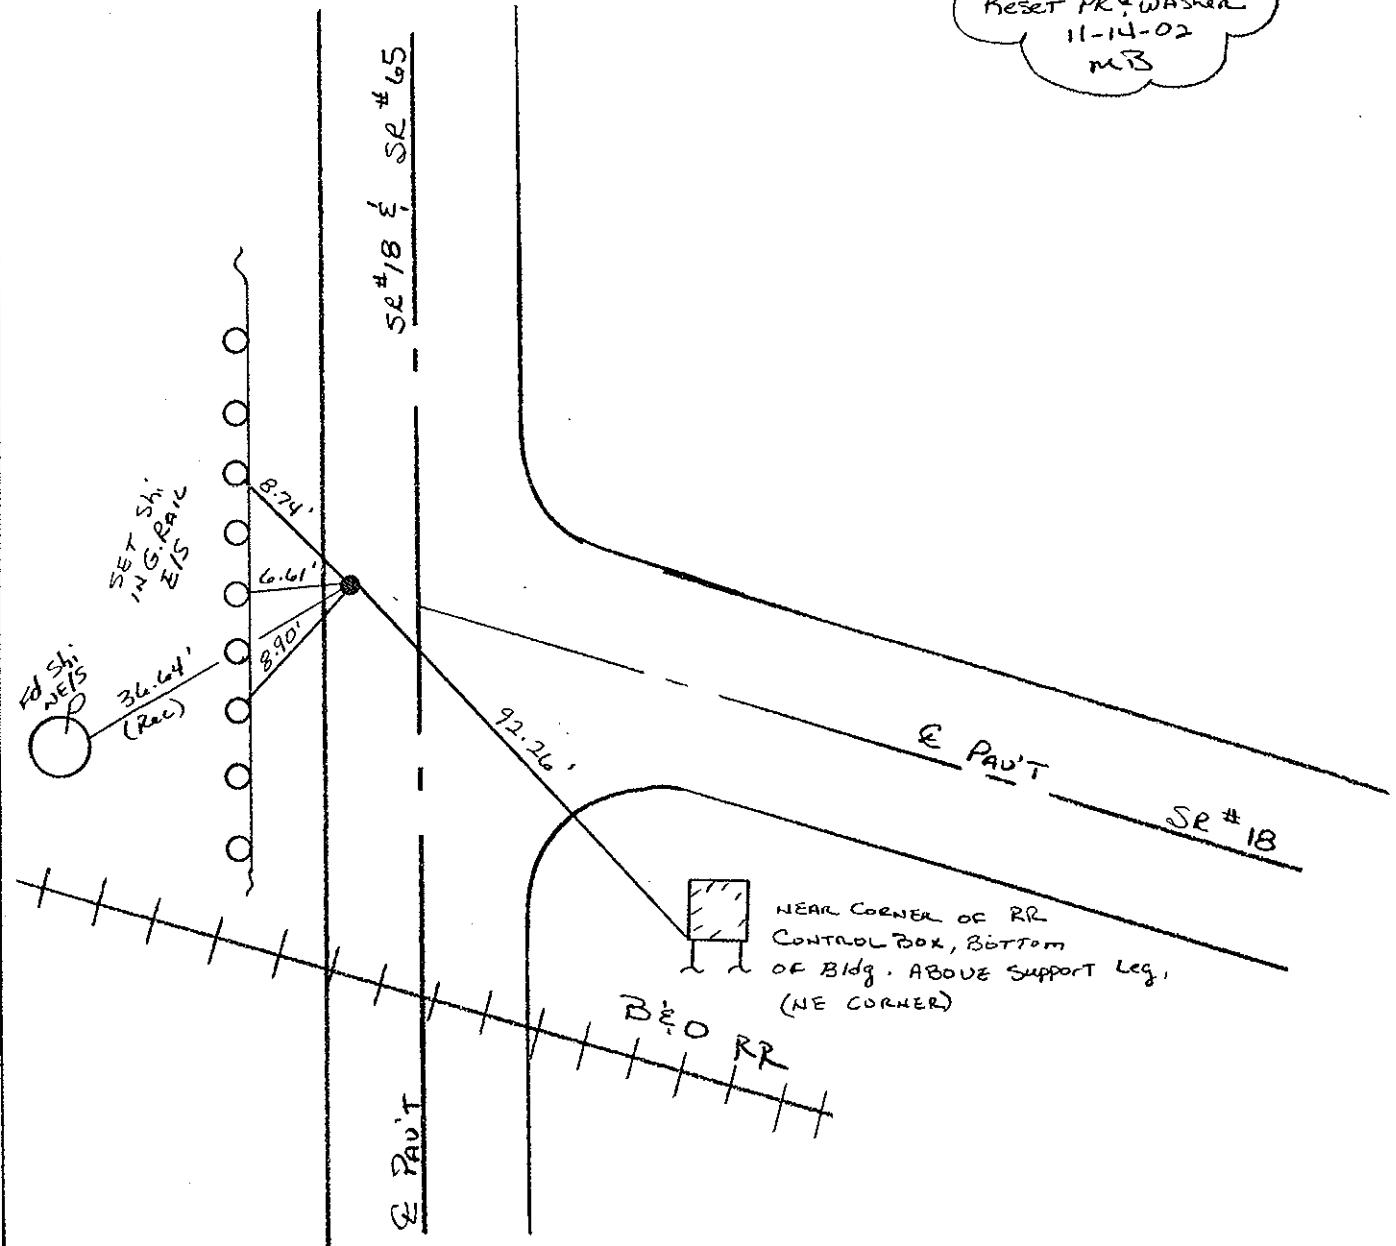 Reset PK & WASHER
11-14-02
MB
SR #18 & SR #65
8.74'
SET Shi
IN G. RAIL
E/S
6.61'
8.90'
Fd Shi
NE/S
P
36.64'
(Rec)
92.26'
℄ PAV'T
SR #18
NEAR CORNER OF RR
CONTROL BOX, BOTTOM
OF Bldg. ABOVE Support Leg,
(NE CORNER)
B&O RR
℄ PAV'T